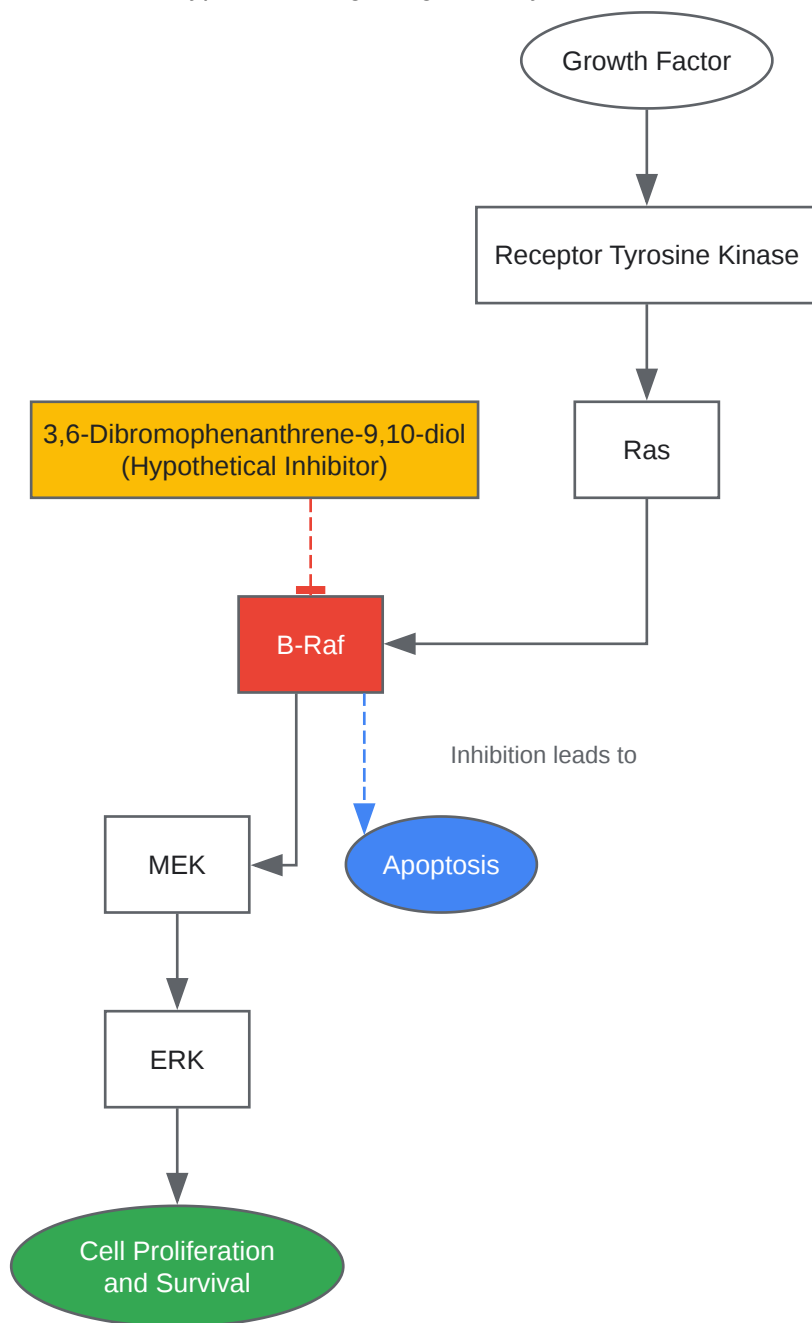 Growth Factor
Receptor Tyrosine Kinase
3,6-Dibromophenanthrene-9,10-diol
(Hypothetical Inhibitor)
Ras
B-Raf
Inhibition leads to
MEK
Apoptosis
ERK
Cell Proliferation
and Survival